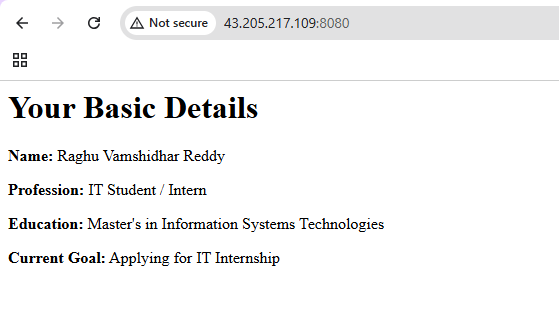 Not secure 43.205.217.109:8080
Your Basic Details
Name: Raghu Vamshidhar Reddy
Profession: IT Student / Intern
Education: Master's in Information Systems Technologies
Current Goal: Applying for IT Internship